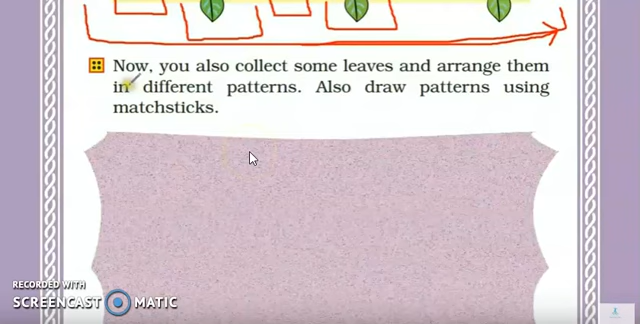 Now, you also collect some leaves and arrange them
in different patterns. Also draw patterns using
matchsticks.
RECORDED WITH
SCREENCAST MATIC